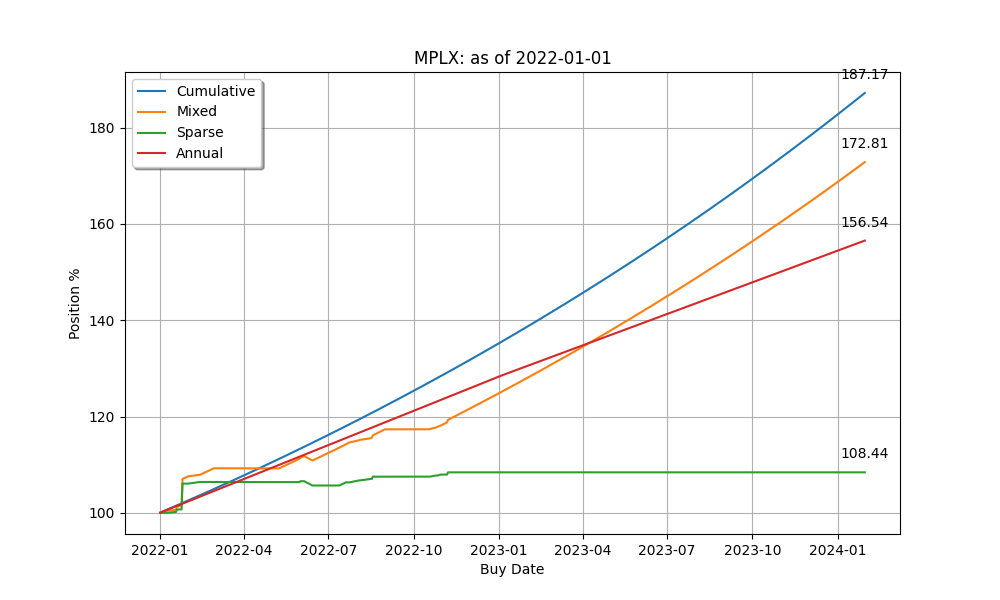 MPLX: as of 2022-01-01
187.17
Cumulative
Mixed
Sparse
Annual
172.81
156.54
108.44
180
160
140
120
100
Position %
2022-01 2022-04 2022-07 2022-10 2023-01 2023-04 2023-07 2023-10 2024-01
Buy Date